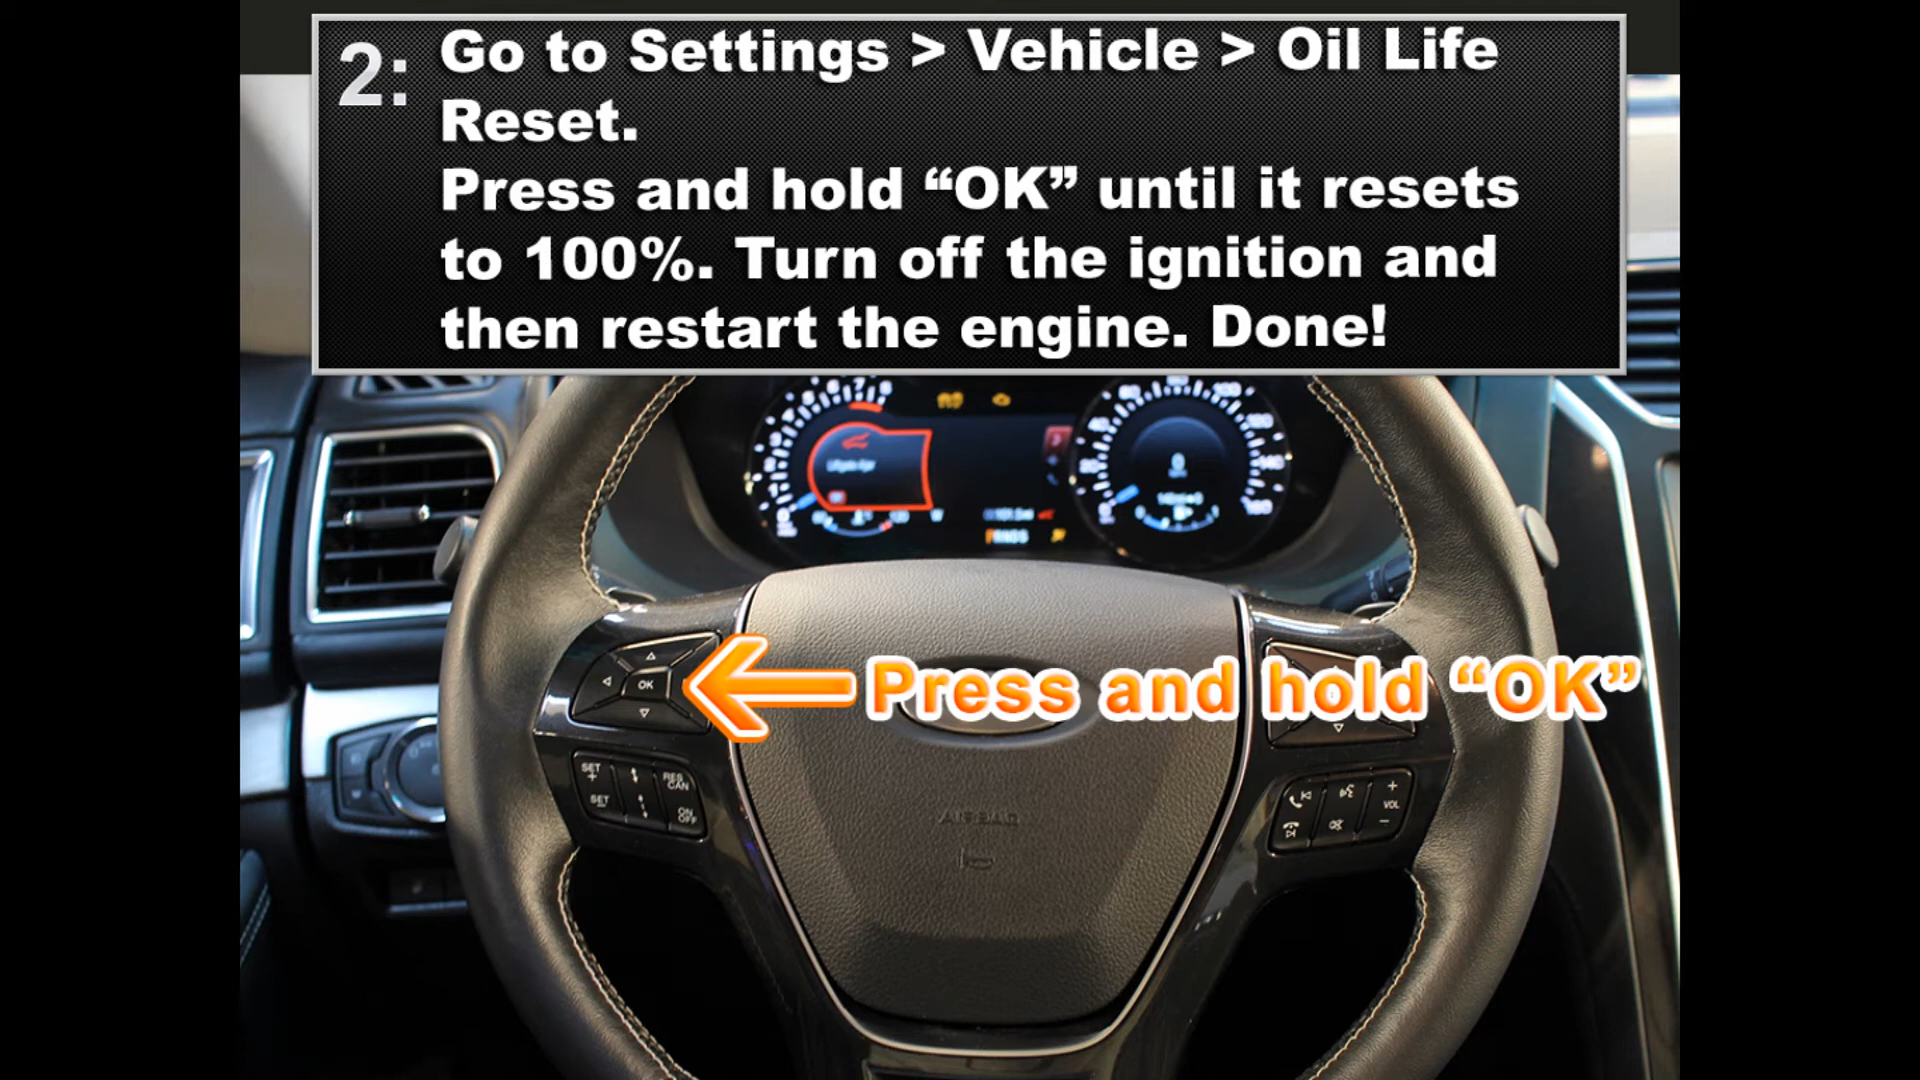 2:
Go to Settings > Vehicle > Oil Life
Reset.
Press and hold “OK” until it resets
to 100%. Turn off the ignition and
then restart the engine. Done!
Press and hold “OK”
OK
SET
+
RES
CAN
SET
-
ON
OFF
+
VOL
-
AIRBAG